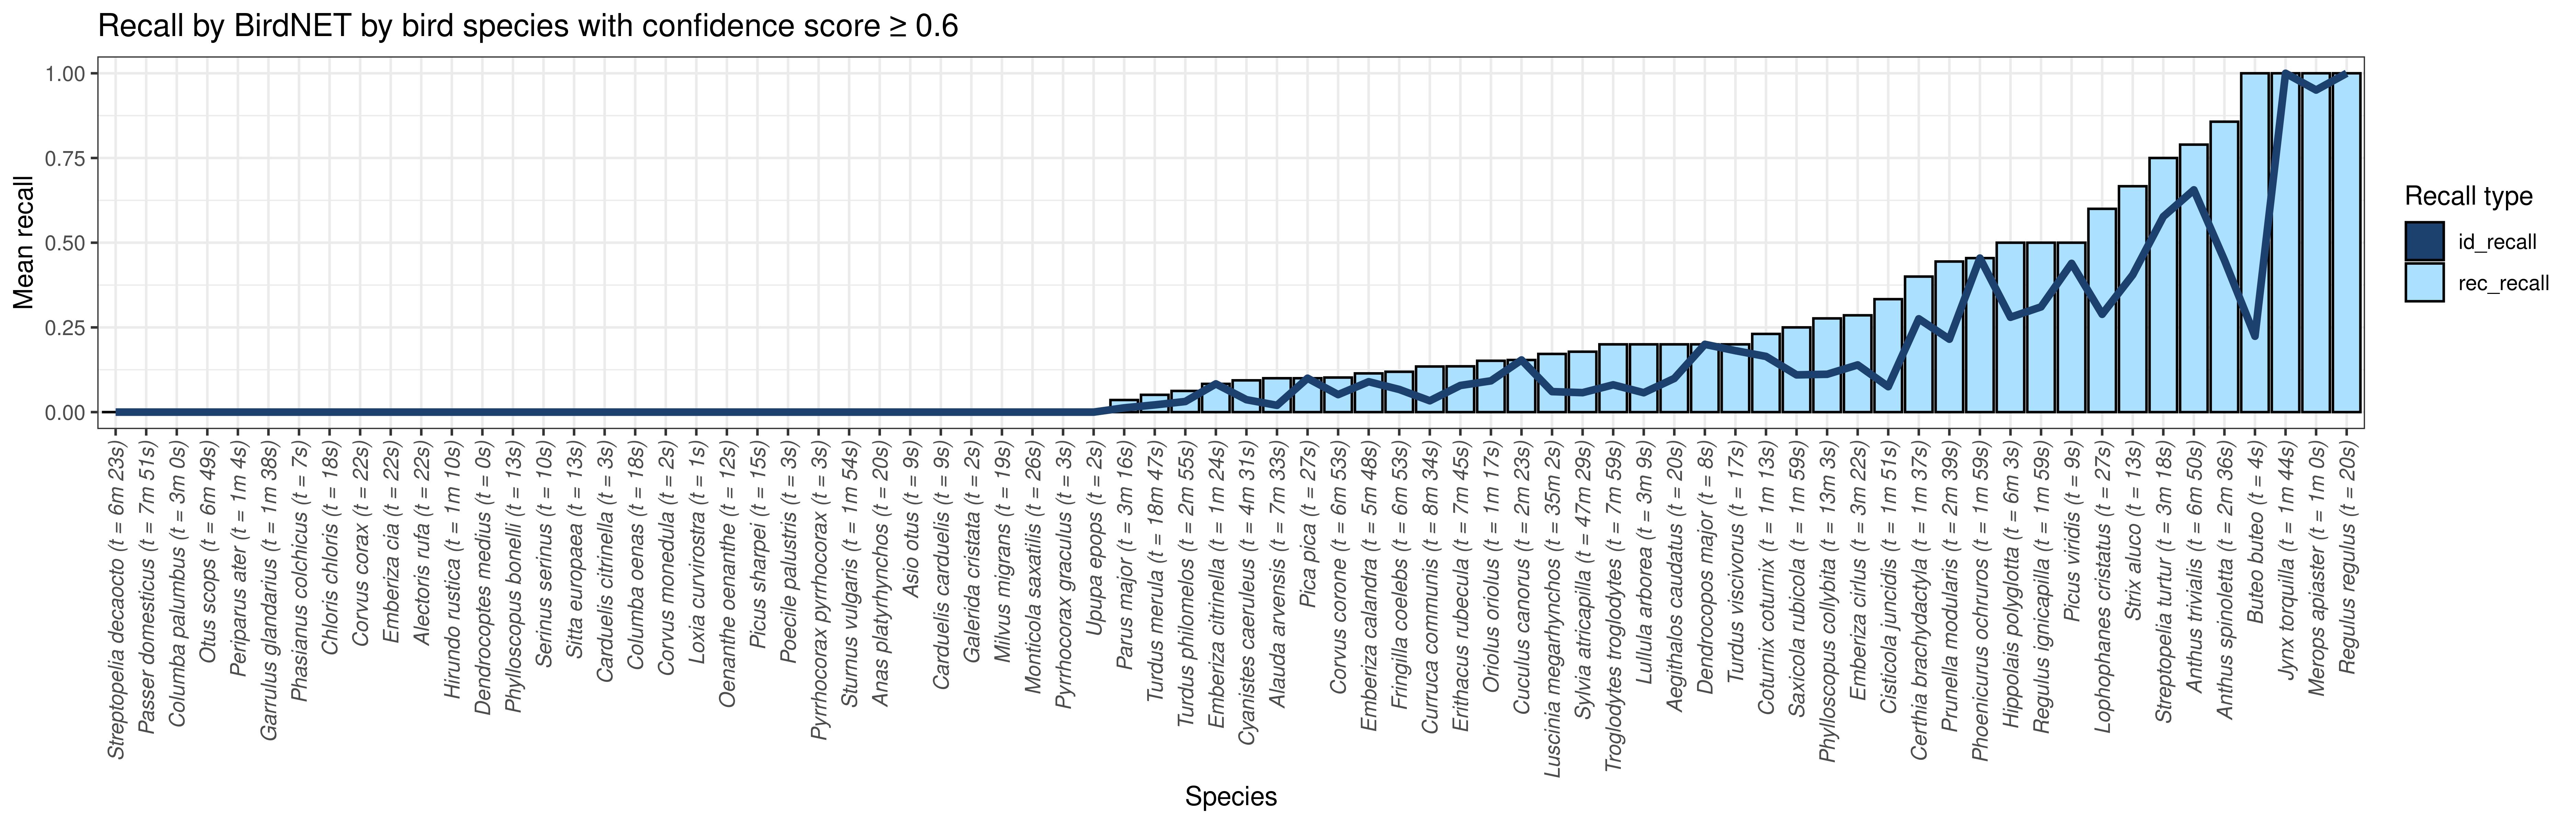 Recall by BirdNET by bird species with confidence score ≥ 0.6
Mean recall
1.00
0.75
0.50
0.25
0.00
Streptopelia decaocto (t = 6m 23s)
Passer domesticus (t = 7m 51s)
Columba palumbus (t = 3m 0s)
Otus scops (t = 6m 49s)
Periparus ater (t = 1m 4s)
Garrulus glandarius (t = 1m 38s)
Phasianus colchicus (t = 7s)
Chloris chloris (t = 18s)
Corvus corax (t = 22s)
Emberiza cia (t = 22s)
Alectoris rufa (t = 22s)
Hirundo rustica (t = 1m 10s)
Dendrocoptes medius (t = 0s)
Phylloscopus bonelli (t = 13s)
Serinus serinus (t = 10s)
Sitta europaea (t = 13s)
Carduelis citrinella (t = 3s)
Columba oenas (t = 18s)
Corvus monedula (t = 2s)
Loxia curvirostra (t = 1s)
Oenanthe oenanthe (t = 12s)
Picus sharpei (t = 15s)
Poecile palustris (t = 3s)
Pyrrhocorax pyrrhocorax (t = 3s)
Sturnus vulgaris (t = 1m 54s)
Anas platyrhynchos (t = 20s)
Asio otus (t = 9s)
Carduelis carduelis (t = 9s)
Galerida cristata (t = 2s)
Milvus migrans (t = 19s)
Monticola saxatilis (t = 26s)
Pyrrhocorax graculus (t = 3s)
Upupa epops (t = 2s)
Parus major (t = 3m 16s)
Turdus merula (t = 18m 47s)
Turdus philomelos (t = 2m 55s)
Emberiza citrinella (t = 1m 24s)
Cyanistes caeruleus (t = 4m 31s)
Alauda arvensis (t = 7m 33s)
Pica pica (t = 27s)
Corvus corone (t = 6m 53s)
Emberiza calandra (t = 5m 48s)
Fringilla coelebs (t = 6m 53s)
Curruca communis (t = 8m 34s)
Erithacus rubecula (t = 7m 45s)
Oriolus oriolus (t = 1m 17s)
Cuculus canorus (t = 2m 23s)
Luscinia megarhynchos (t = 35m 2s)
Sylvia atricapilla (t = 47m 29s)
Troglodytes troglodytes (t = 7m 59s)
Lullula arborea (t = 3m 9s)
Aegithalos caudatus (t = 20s)
Dendrocopos major (t = 8s)
Turdus viscivorus (t = 17s)
Coturnix coturnix (t = 1m 13s)
Saxicola rubicola (t = 1m 59s)
Phylloscopus collybita (t = 13m 3s)
Emberiza cirlus (t = 3m 22s)
Cisticola juncidis (t = 1m 51s)
Certhia brachydactyla (t = 1m 37s)
Prunella modularis (t = 2m 39s)
Phoenicurus ochruros (t = 1m 59s)
Hippolais polyglotta (t = 6m 3s)
Regulus ignicapilla (t = 1m 59s)
Picus viridis (t = 9s)
Lophophanes cristatus (t = 27s)
Strix aluco (t = 13s)
Streptopelia turtur (t = 3m 18s)
Anthus trivialis (t = 6m 50s)
Anthus spinoletta (t = 2m 36s)
Buteo buteo (t = 4s)
Jynx torquilla (t = 1m 44s)
Merops apiaster (t = 1m 0s)
Regulus regulus (t = 20s)
Species
Recall type
id_recall
rec_recall